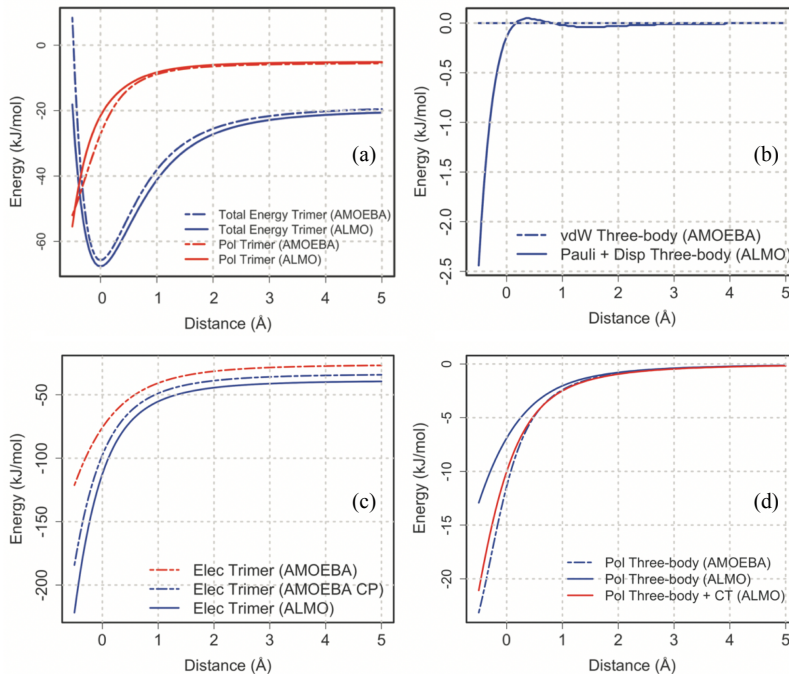 Energy (kJ/mol)
0
20
40
60
(a)
Total Energy Trimer (AMOEBA)
Total Energy Trimer (ALMO)
Pol Trimer (AMOEBA)
Pol Trimer (ALMO)
0 1 2 3 4 5
Distance (Å)
Energy (kJ/mol)
0.0
-0.5
-1.0
-1.5
-2.0
-2.5
(b)
vdW Three-body (AMOEBA)
Pauli + Disp Three-body (ALMO)
0 1 2 3 4 5
Distance (Å)
Energy (kJ/mol)
50
-100
-150
-200
(c)
Elec Trimer (AMOEBA)
Elec Trimer (AMOEBA CP)
Elec Trimer (ALMO)
0 1 2 3 4 5
Distance (Å)
Energy (kJ/mol)
0
-5
-10
-15
-20
(d)
Pol Three-body (AMOEBA)
Pol Three-body (ALMO)
Pol Three-body + CT (ALMO)
0 1 2 3 4 5
Distance (Å)